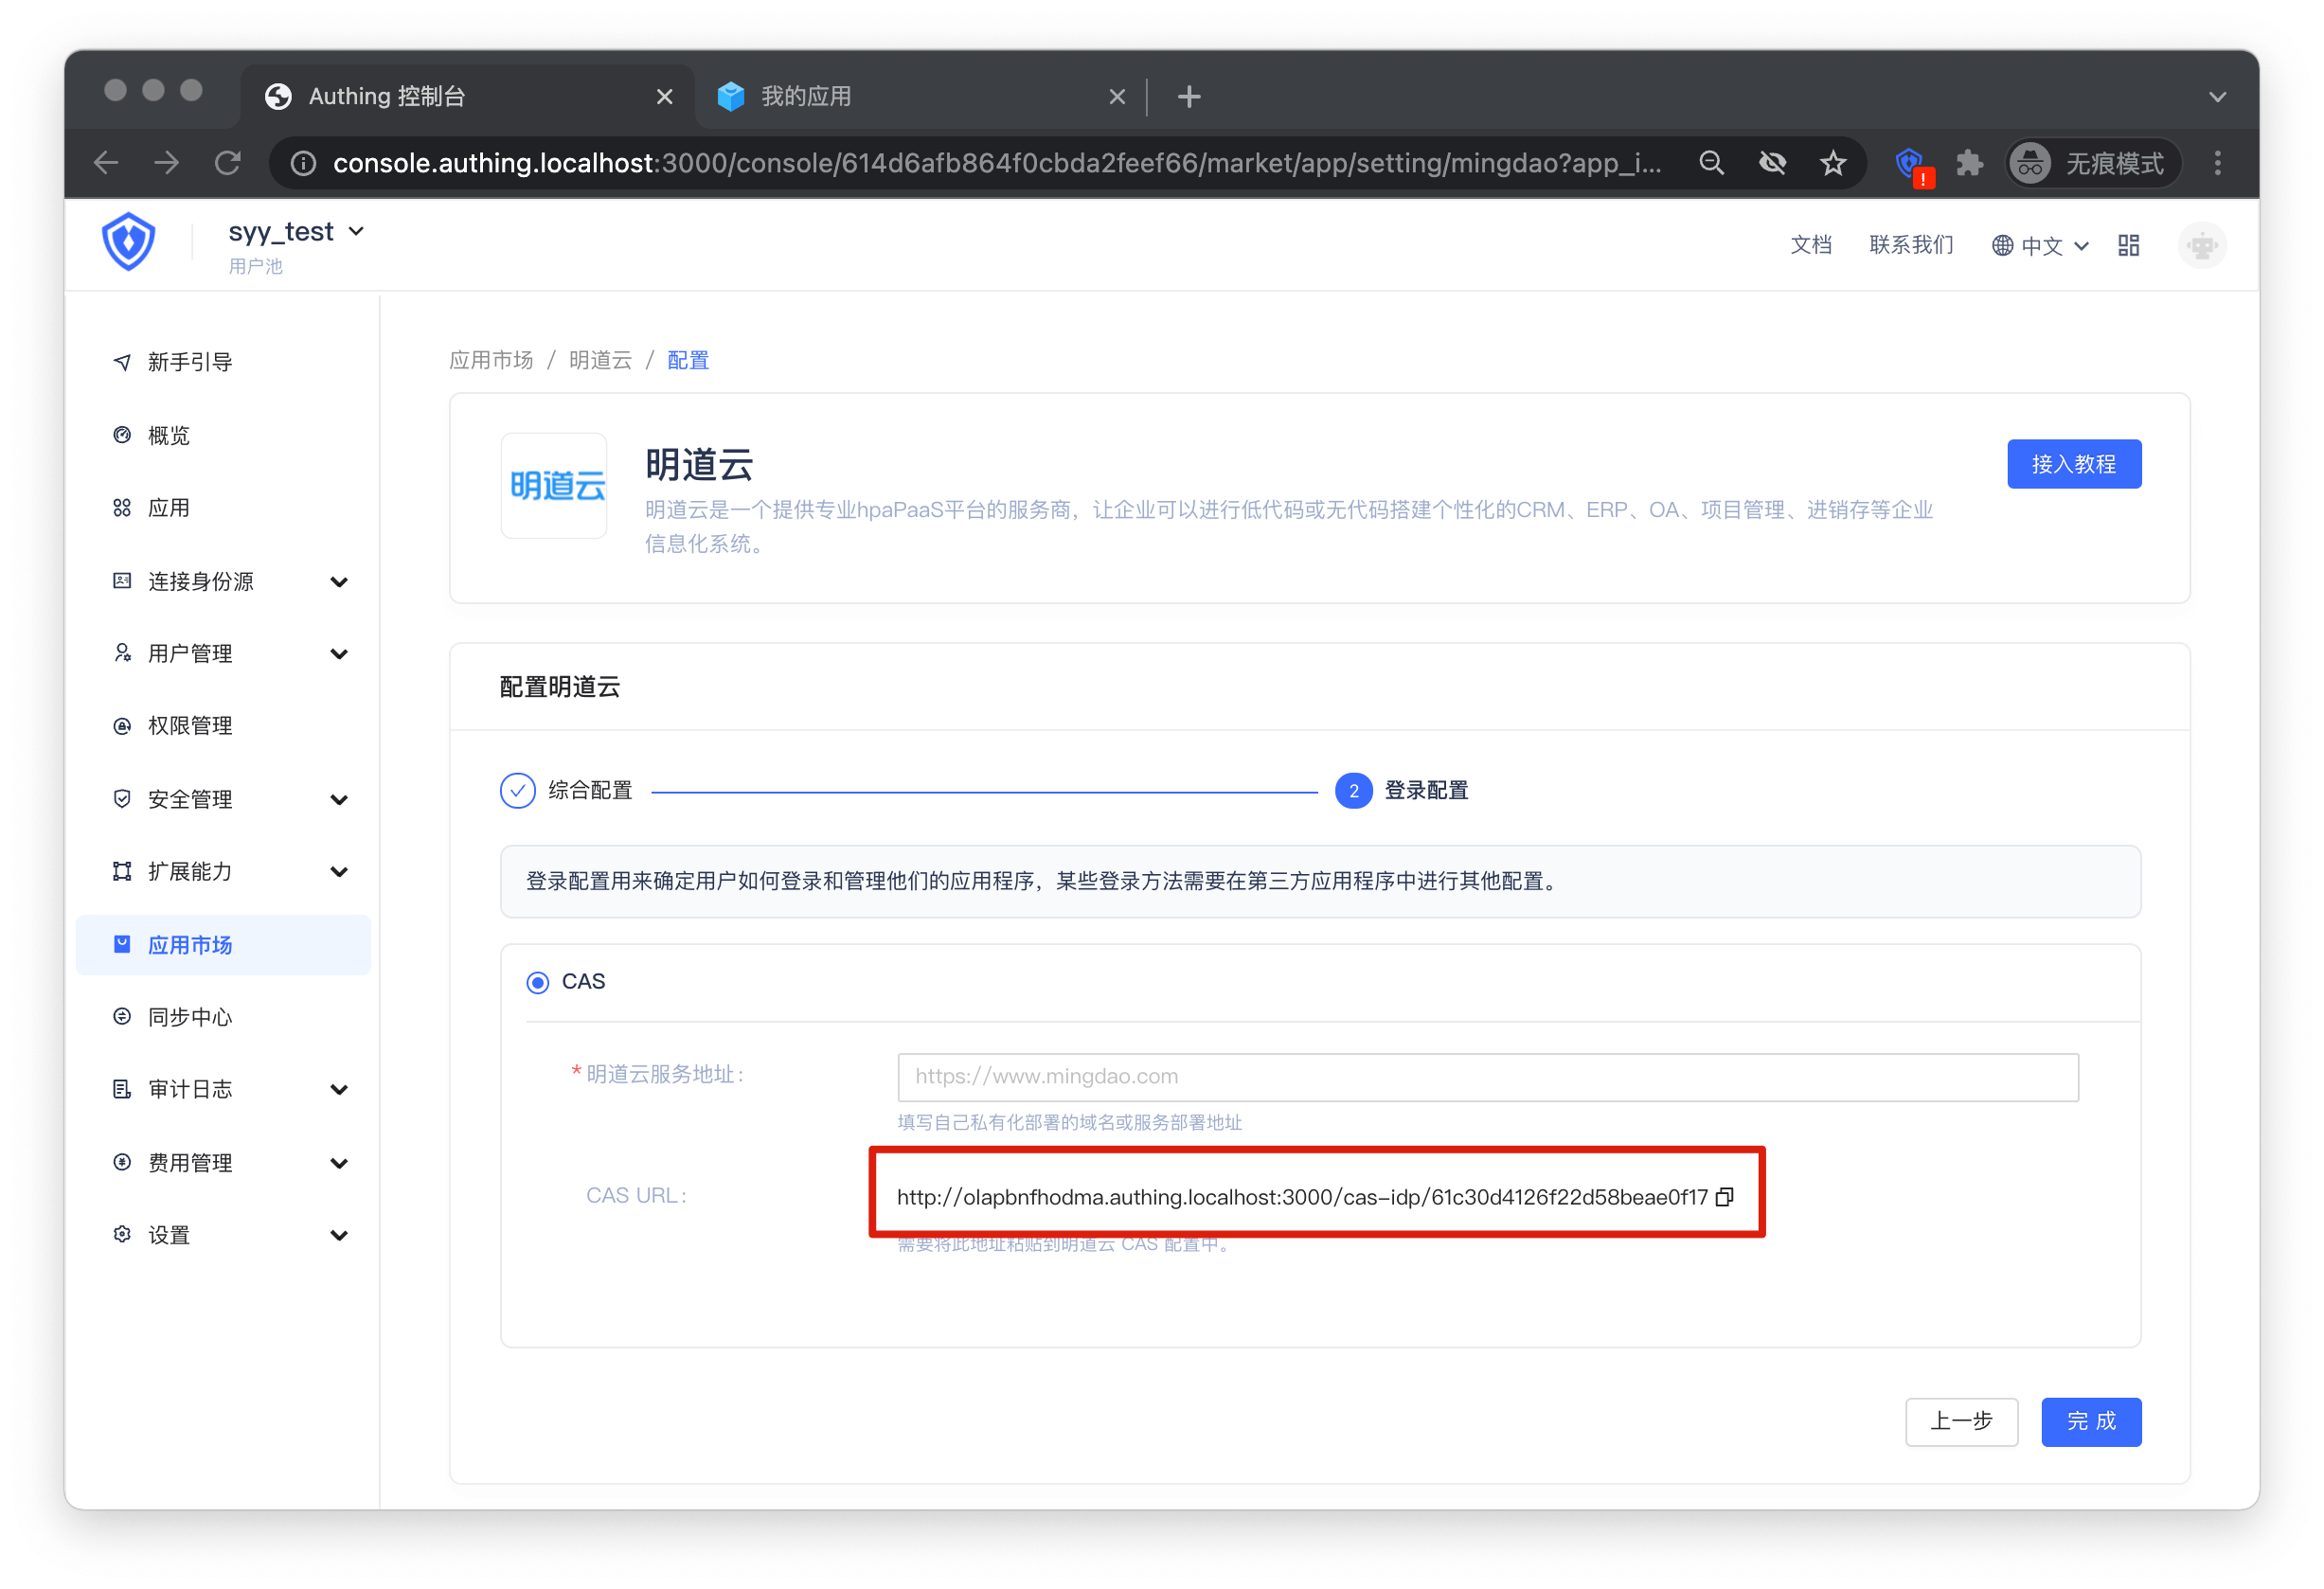 Authing 控制台
我的应用
console.authing.localhost:3000/console/614d6afb864f0cbda2feef66/market/app/setting/mingdao?app_i...
无痕模式
syy_test
用户池
文档
联系我们
中文
新手引导
概览
应用
连接身份源
用户管理
权限管理
安全管理
扩展能力
应用市场
同步中心
审计日志
费用管理
设置
应用市场 / 明道云 / 配置
明道云
明道云
接入教程
明道云是一个提供专业hpaPaaS平台的服务商，让企业可以进行低代码或无代码搭建个性化的CRM、ERP、OA、项目管理、进销存等企业
信息化系统。
配置明道云
综合配置
2 登录配置
登录配置用来确定用户如何登录和管理他们的应用程序，某些登录方法需要在第三方应用程序中进行其他配置。
CAS
* 明道云服务地址：
https://www.mingdao.com
填写自己私有化部署的域名或服务部署地址
CAS URL：
http://olapbnfhodma.authing.localhost:3000/cas-idp/61c30d4126f22d58beae0f17
需要将此地址粘贴到明道云 CAS 配置中。
上一步
完 成